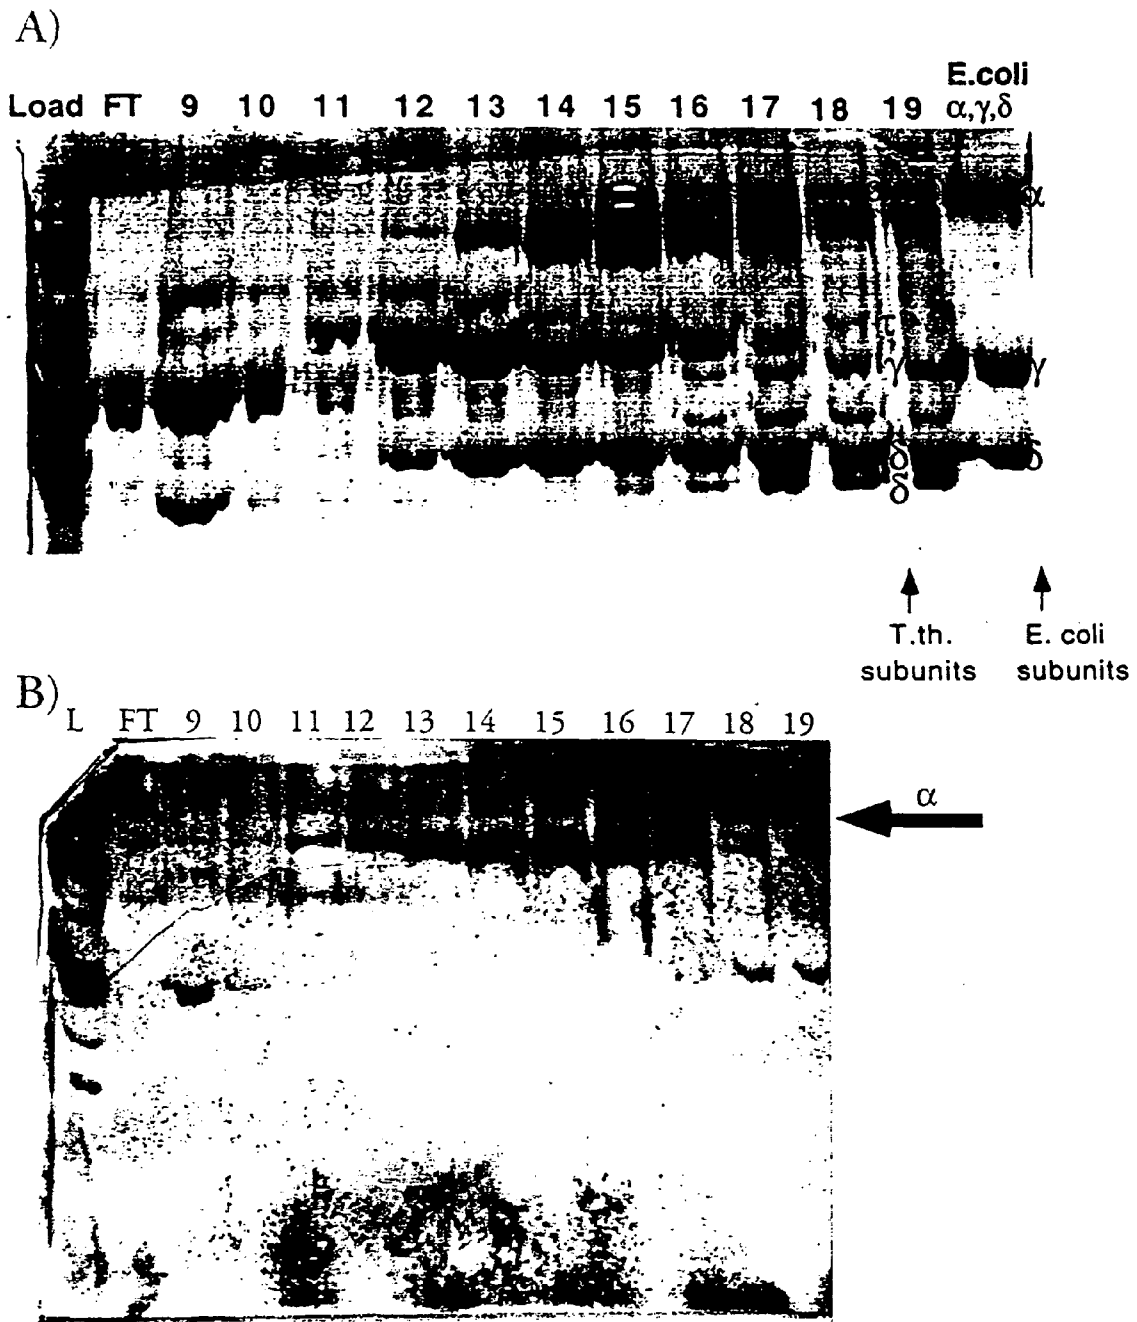 A)
E.coli
Load FT 9 10 11 12 13 14 15 16 17 18 19 α,γ,δ
α
τ
γ γ
δ δ
δ
T.th. E. coli
subunits subunits
B)
L FT 9 10 11 12 13 14 15 16 17 18 19
α